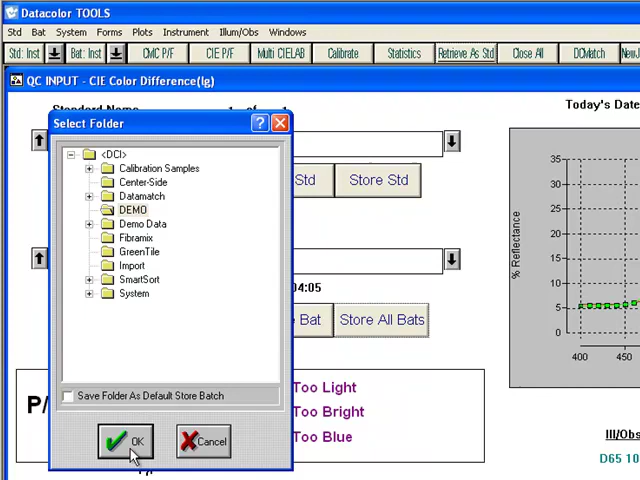 Datacolor TOOLS
Std Bat System Forms Plots Instrument Illum/Obs Windows
Std: Inst Bat: Inst CMC P/F CIE P/F Multi CIELAB Calibrate Statistics Retrieve As Std Close All DCMatch
QC INPUT - CIE Color Difference(lg)
Today's Date
Select Folder
<DCI>
Calibration Samples
Center-Side
Datamatch
DEMO
Demo Data
Fibramix
GreenTile
Import
SmartSort
System
Save Folder As Default Store Batch
OK Cancel
Std Store Std
04:05
Bat Store All Bats
P/
Too Light
Too Bright
Too Blue
% Reflectance
35
30
25
20
15
10
5
0
400 450 500
Ill/Obs
D65 10